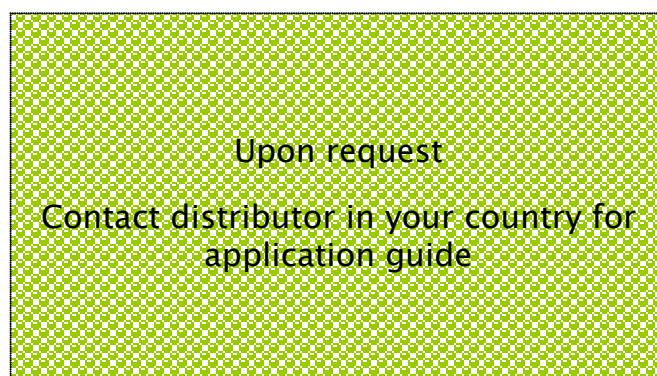 Upon request
Contact distributor in your country for
application guide